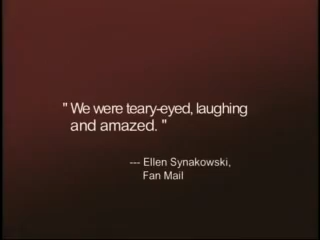 " We were teary-eyed, laughing
and amazed. "
--- Ellen Synakowski,
Fan Mail